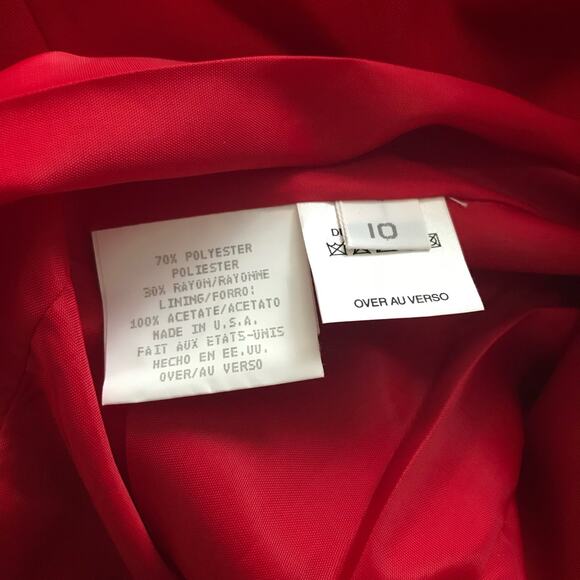 70% POLYESTER
POLIESTER
30% RAYON/RAYONNE
LINING/FORRO:
100% ACETATE/ACETATO
MADE IN U.S.A.
FAIT AUX ETATS-UNIS
HECHO EN EE.UU.
OVER/AU VERSO
10
OVER AU VERSO